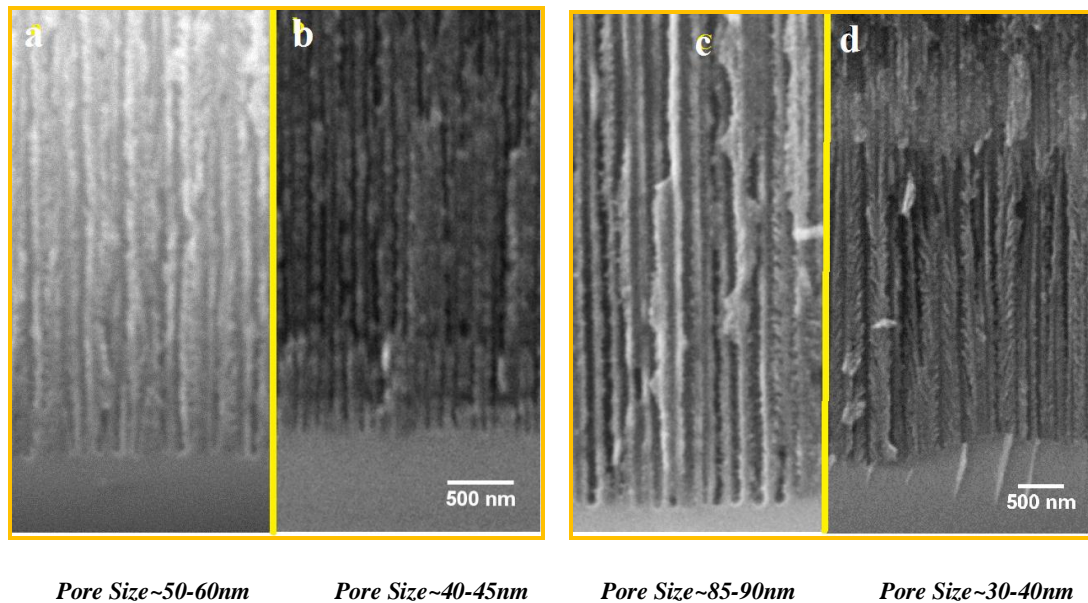 a
b
c
d
500 nm
500 nm
Pore Size~50-60nm
Pore Size~40-45nm
Pore Size~85-90nm
Pore Size~30-40nm